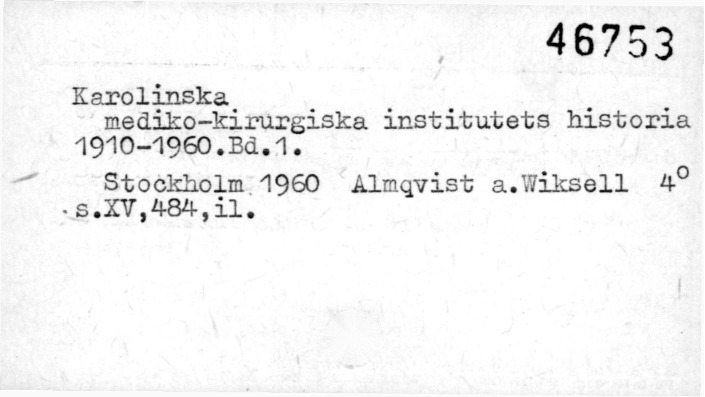 46753
Karolinska
mediko-kirurgiska institutets historia
1910-1960.Bd.1.
Stockholm 1960 Almqvist a.Wiksell 4°
s.XV,484,il.